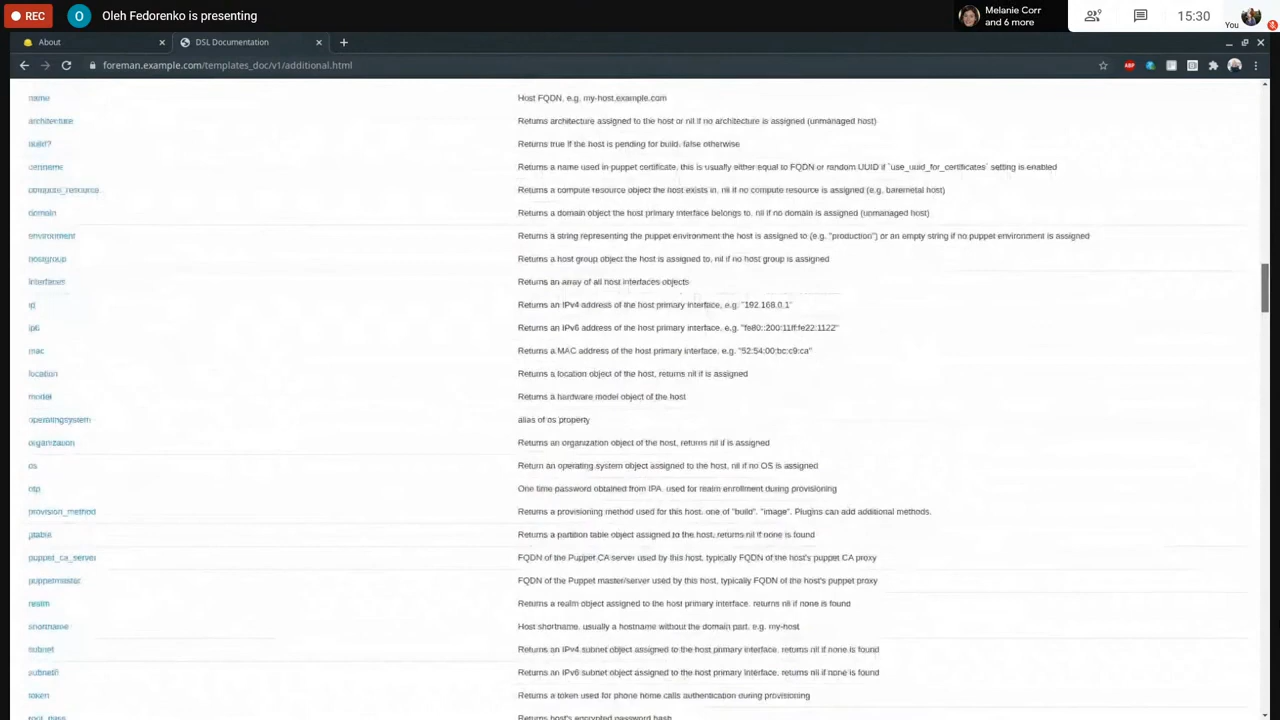 REC
O
Oleh Fedorenko is presenting
Melanie Corr
and 6 more
9
15:30
You
About
DSL Documentation
foreman.example.com/templates_doc/v1/additional.html
ABP
name Host FQDN, e.g. my-host.example.com
architecture Returns architecture assigned to the host or nil if no architecture is assigned (unmanaged host)
build? Returns true if the host is pending for build, false otherwise
certname Returns a name used in puppet certificate, this is usually either equal to FQDN or random UUID if `use_uuid_for_certificates` setting is enabled
compute_resource Returns a compute resource object the host exists in, nil if no compute resource is assigned (e.g. baremetal host)
domain Returns a domain object the host primary interface belongs to, nil if no domain is assigned (unmanaged host)
environment Returns a string representing the puppet environment the host is assigned to (e.g. "production") or an empty string if no puppet environment is assigned
hostgroup Returns a host group object the host is assigned to, nil if no host group is assigned
interfaces Returns an array of all host interfaces objects
ip Returns an IPv4 address of the host primary interface, e.g. "192.168.0.1"
ip6 Returns an IPv6 address of the host primary interface, e.g. "fe80::200:11ff:fe22:1122"
mac Returns a MAC address of the host primary interface, e.g. "52:54:00:bc:c9:ca"
location Returns a location object of the host, returns nil if is assigned
model Returns a hardware model object of the host
operatingsystem alias of os property
organization Returns an organization object of the host, returns nil if is assigned
os Return an operating system object assigned to the host, nil if no OS is assigned
otp One time password obtained from IPA, used for realm enrollment during provisioning
provision_method Returns a provisioning method used for this host, one of "build", "image". Plugins can add additional methods.
ptable Returns a partition table object assigned to the host, returns nil if none is found
puppet_ca_server FQDN of the Puppet CA server used by this host, typically FQDN of the host's puppet CA proxy
puppetmaster FQDN of the Puppet master/server used by this host, typically FQDN of the host's puppet proxy
realm Returns a realm object assigned to the host primary interface, returns nil if none is found
shortname Host shortname, usually a hostname without the domain part, e.g. my-host
subnet Returns an IPv4 subnet object assigned to the host primary interface, returns nil if none is found
subnet6 Returns an IPv6 subnet object assigned to the host primary interface, returns nil if none is found
token Returns a token used for phone home calls authentication during provisioning
root_pass Returns host's encrypted password hash